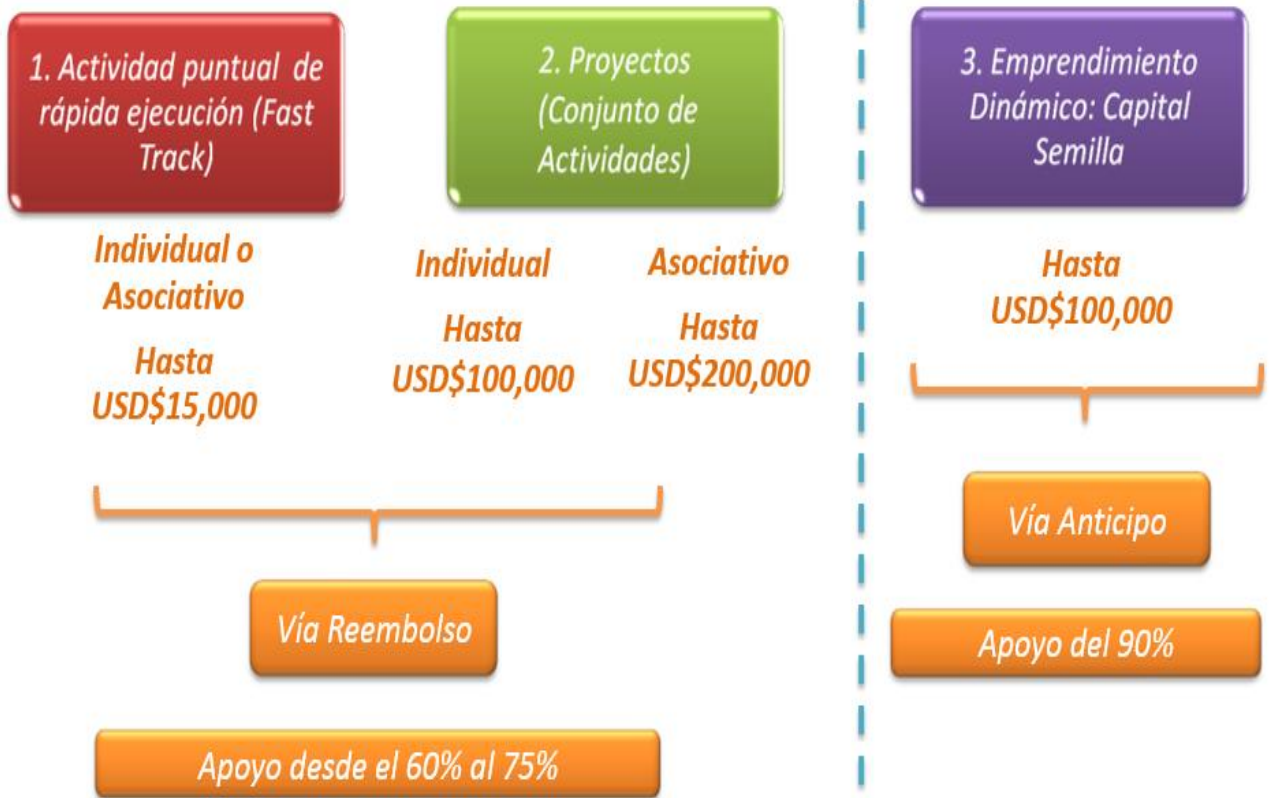 1. Actividad puntual de
rápida ejecución (Fast
Track)
Individual o
Asociativo
Hasta
USD$15,000
2. Proyectos
(Conjunto de
Actividades)
Individual
Hasta
USD$100,000
Asociativo
Hasta
USD$200,000
Vía Reembolso
Apoyo desde el 60% al 75%
3. Emprendimiento
Dinámico: Capital
Semilla
Hasta
USD$100,000
Vía Anticipo
Apoyo del 90%